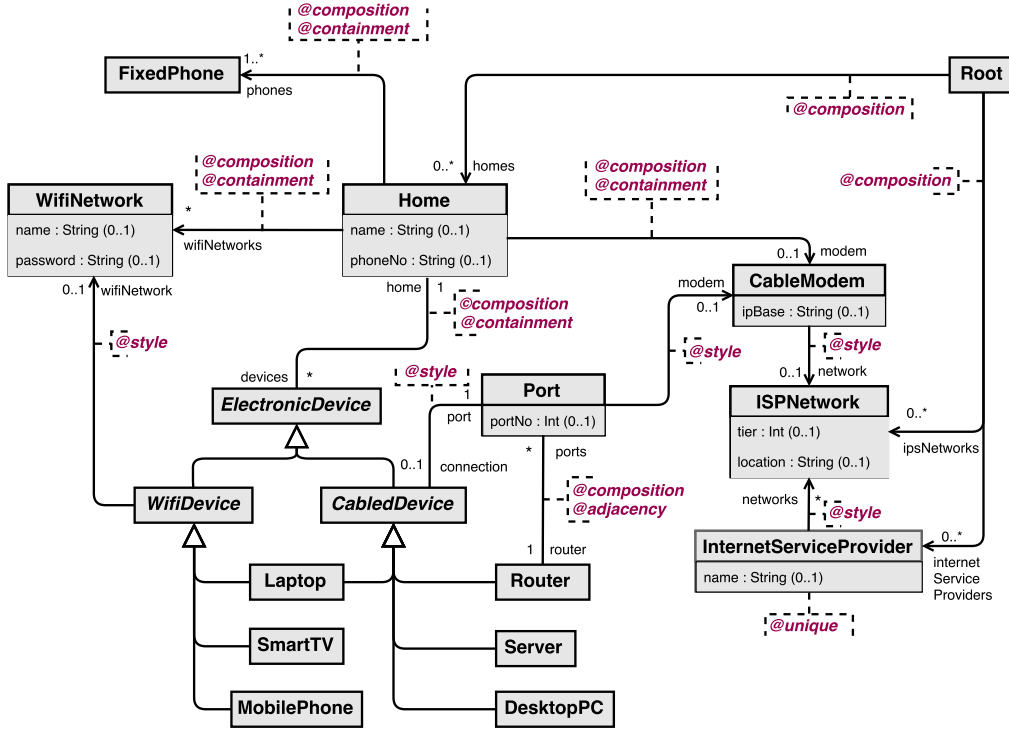 @composition
@containment
FixedPhone
1..*
phones
Root
@composition
@composition
@containment
0..*
homes
@composition
@containment
@composition
WifiNetwork
name : String (0..1)
password : String (0..1)
*
wifiNetworks
Home
name : String (0..1)
phoneNo : String (0..1)
0..1
modem
0..1
wifiNetwork
home
1
©composition
@containment
modem
0..1
CableModem
ipBase : String (0..1)
@style
@style
@style
0..1
network
devices
*
@style
ElectronicDevice
1
port
Port
portNo : Int (0..1)
ISPNetwork
tier : Int (0..1)
location : String (0..1)
0..*
ipsNetworks
0..1
connection
*
ports
WifiDevice
CabledDevice
@composition
@adjacency
networks
*
@style
1
router
InternetServiceProvider
name : String (0..1)
0..*
internet
Service
Providers
Laptop
Router
@unique
SmartTV
Server
MobilePhone
DesktopPC